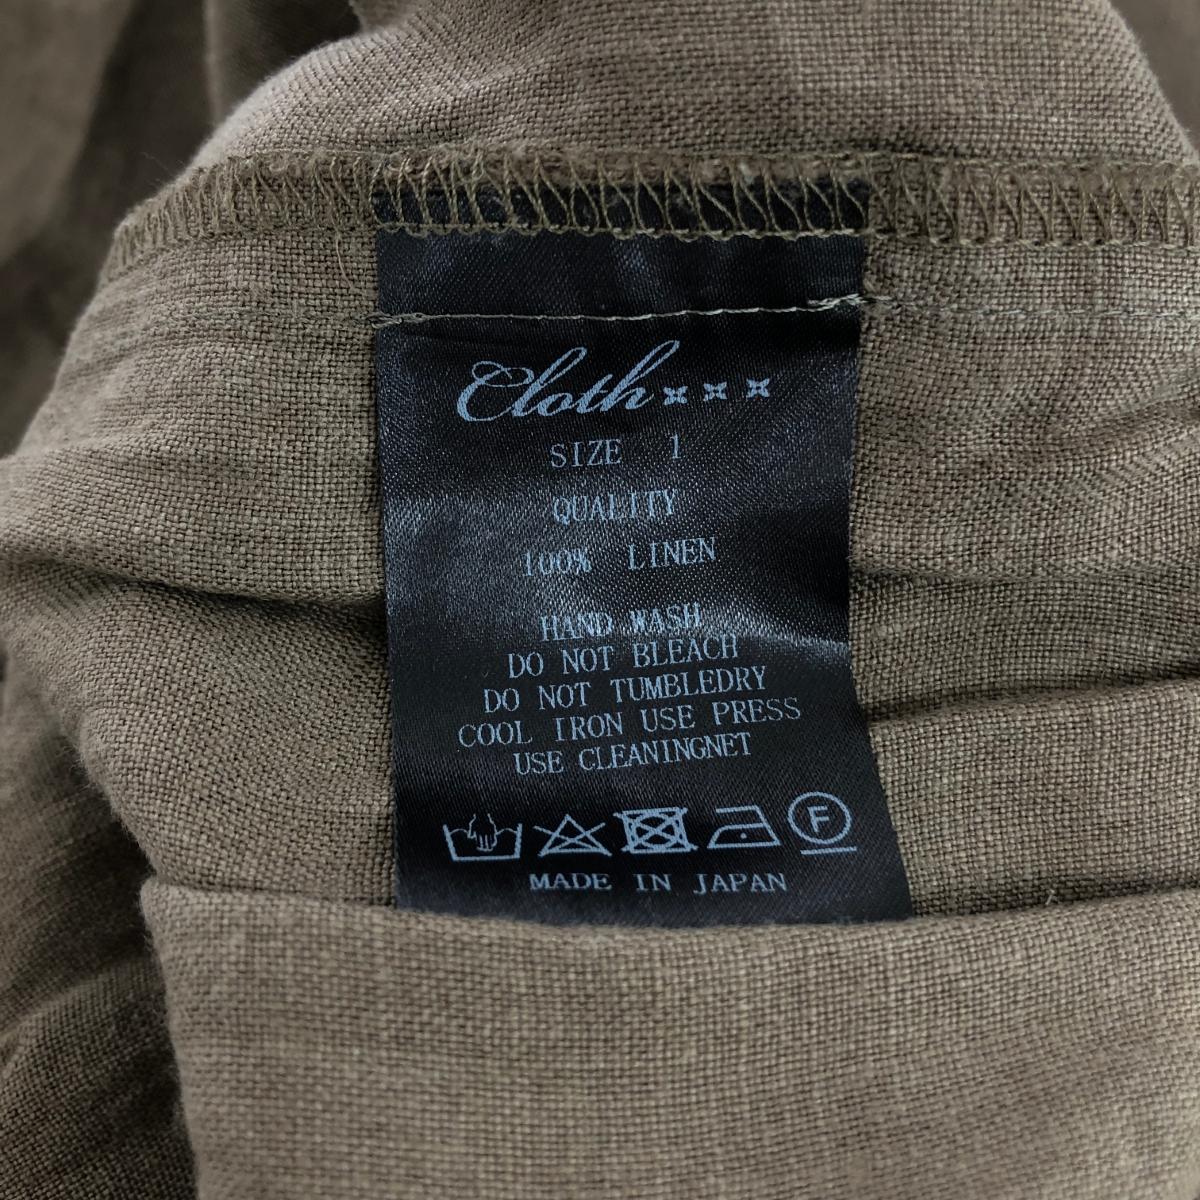 Cloth
SIZE 1
QUALITY
100% LINEN
HAND WASH
DO NOT BLEACH
DO NOT TUMBLEDRY
COOL IRON USE PRESS
USE CLEANINGNET
F
MADE IN JAPAN